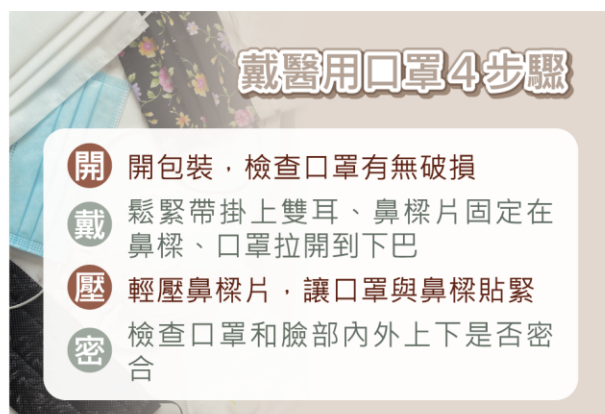 戴醫用口罩4步驟
開 開包裝，檢查口罩有無破損
戴 鬆緊帶掛上雙耳、鼻樑片固定在
鼻樑、口罩拉開到下巴
壓 輕壓鼻樑片，讓口罩與鼻樑貼緊
密 檢查口罩和臉部內外上下是否密
合